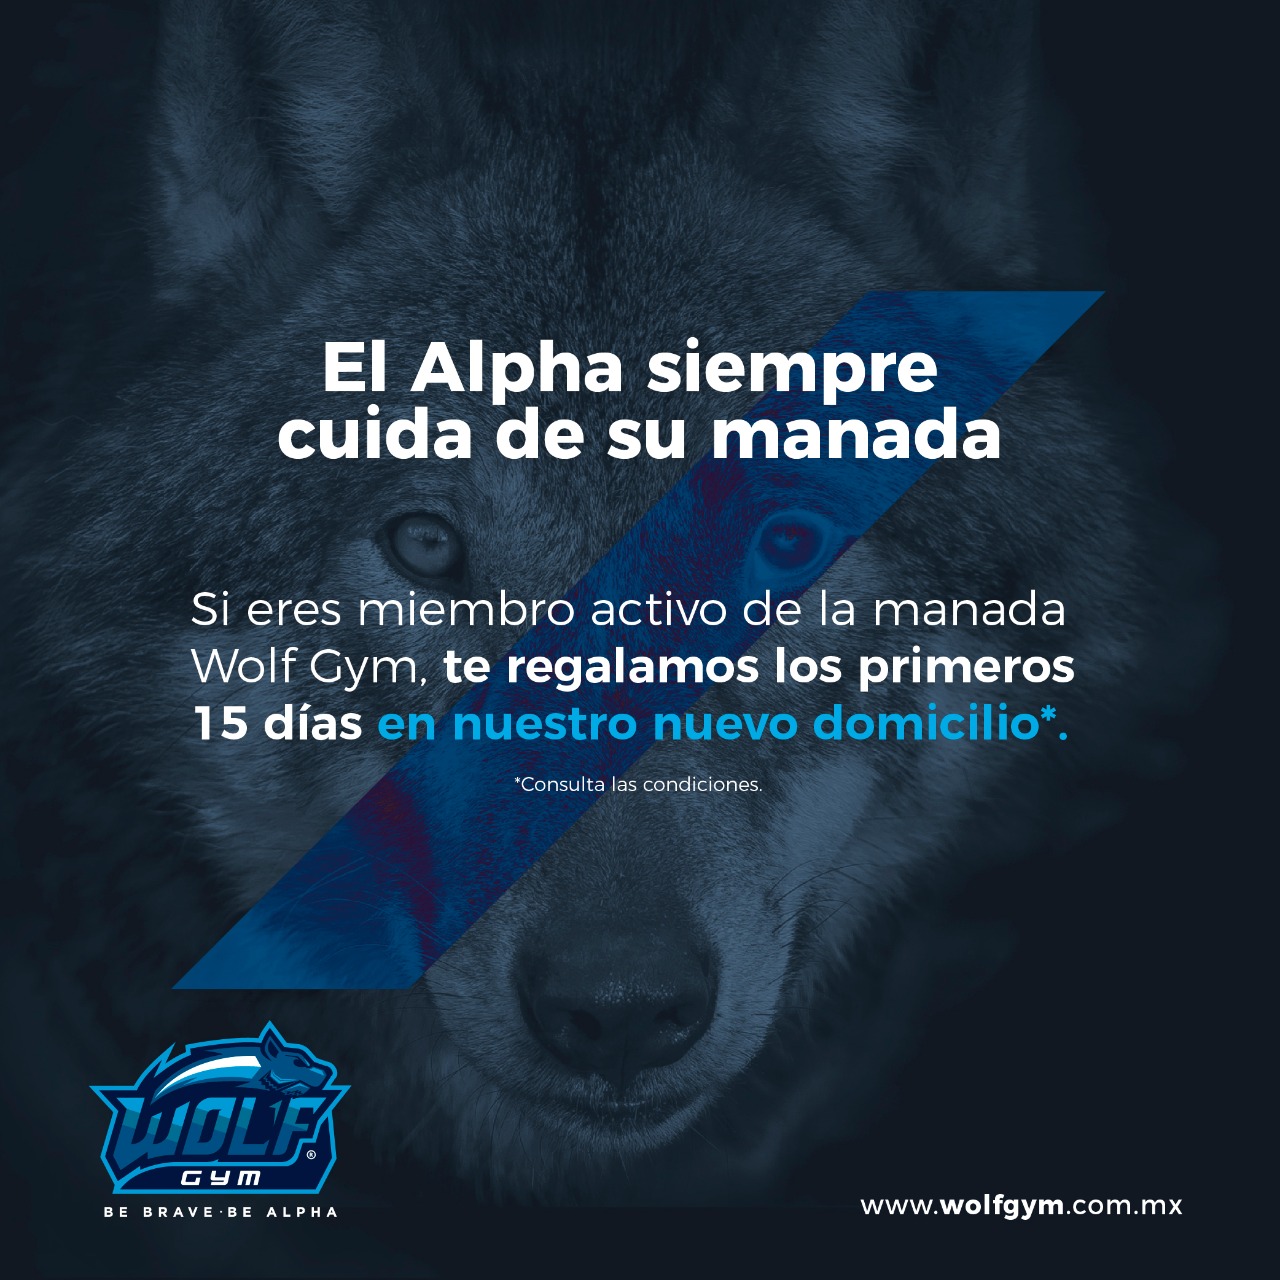 El Alpha siempre
cuida de su manada
Si eres miembro activo de la manada
Wolf Gym, te regalamos los primeros
15 días en nuestro nuevo domicilio*.
*Consulta las condiciones.
WOLF
®
GYM
BE BRAVE·BE ALPHA
www.wolfgym.com.mx